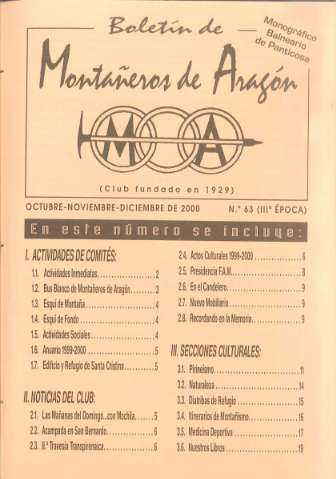 Boletín de
Monográfico
Balneario
de Panticosa
Montañeros de Aragón
M A
(Club fundado en 1929)
OCTUBRE-NOVIEMBRE-DICIEMBRE DE 2000 N.º 63 (IIIª ÉPOCA)
En este número se incluye:
I. ACTIVIDADES DE COMITÉS:
1.1. Actividades Inmediatas. 2
1.2. Bus Blanco de Montañeros de Aragón. 3
1.3. Esquí de Montaña. 4
1.4. Esquí de Fondo. 4
1.5. Actividades Sociales. 4
1.6. Anuario 1999-2000. 5
1.7. Edificio y Refugio de Santa Cristina. 5
II. NOTICIAS DEL CLUB:
2.1. Las Mañanas del Domingo...con Mochila. 5
2.2. Acampada en San Bernardo. 6
2.3. II.ª Travesía Transpirenaica. 6
2.4. Actos Culturales 1999-2000. 6
2.5. Presidencia F.A.M. 8
2.6. En el Candelero. 9
2.7. Nuevo Mobiliario. 9
2.8. Recordando en la Memoria. 9
III. SECCIONES CULTURALES:
3.1. Pirineísmo. 11
3.2. Naturaleza. 14
3.3. Diatribas de Refugio. 15
3.4. Itinerarios de Montañismo. 16
3.5. Medicina Deportiva. 17
3.6. Nuestros Libros. 19